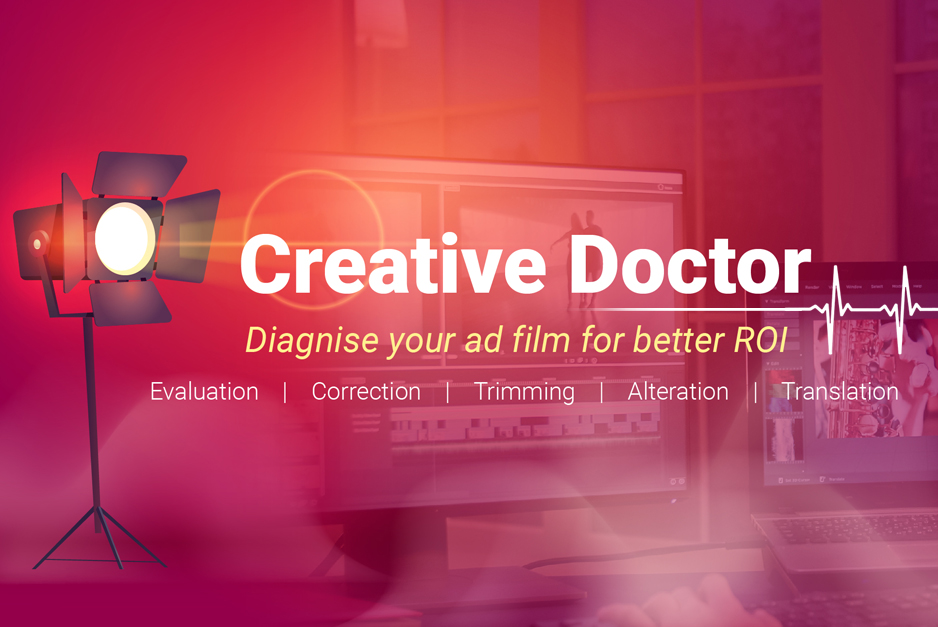 Creative Doctor
Diagnise your ad film for better ROI
Evaluation | Correction | Trimming | Alteration | Translation